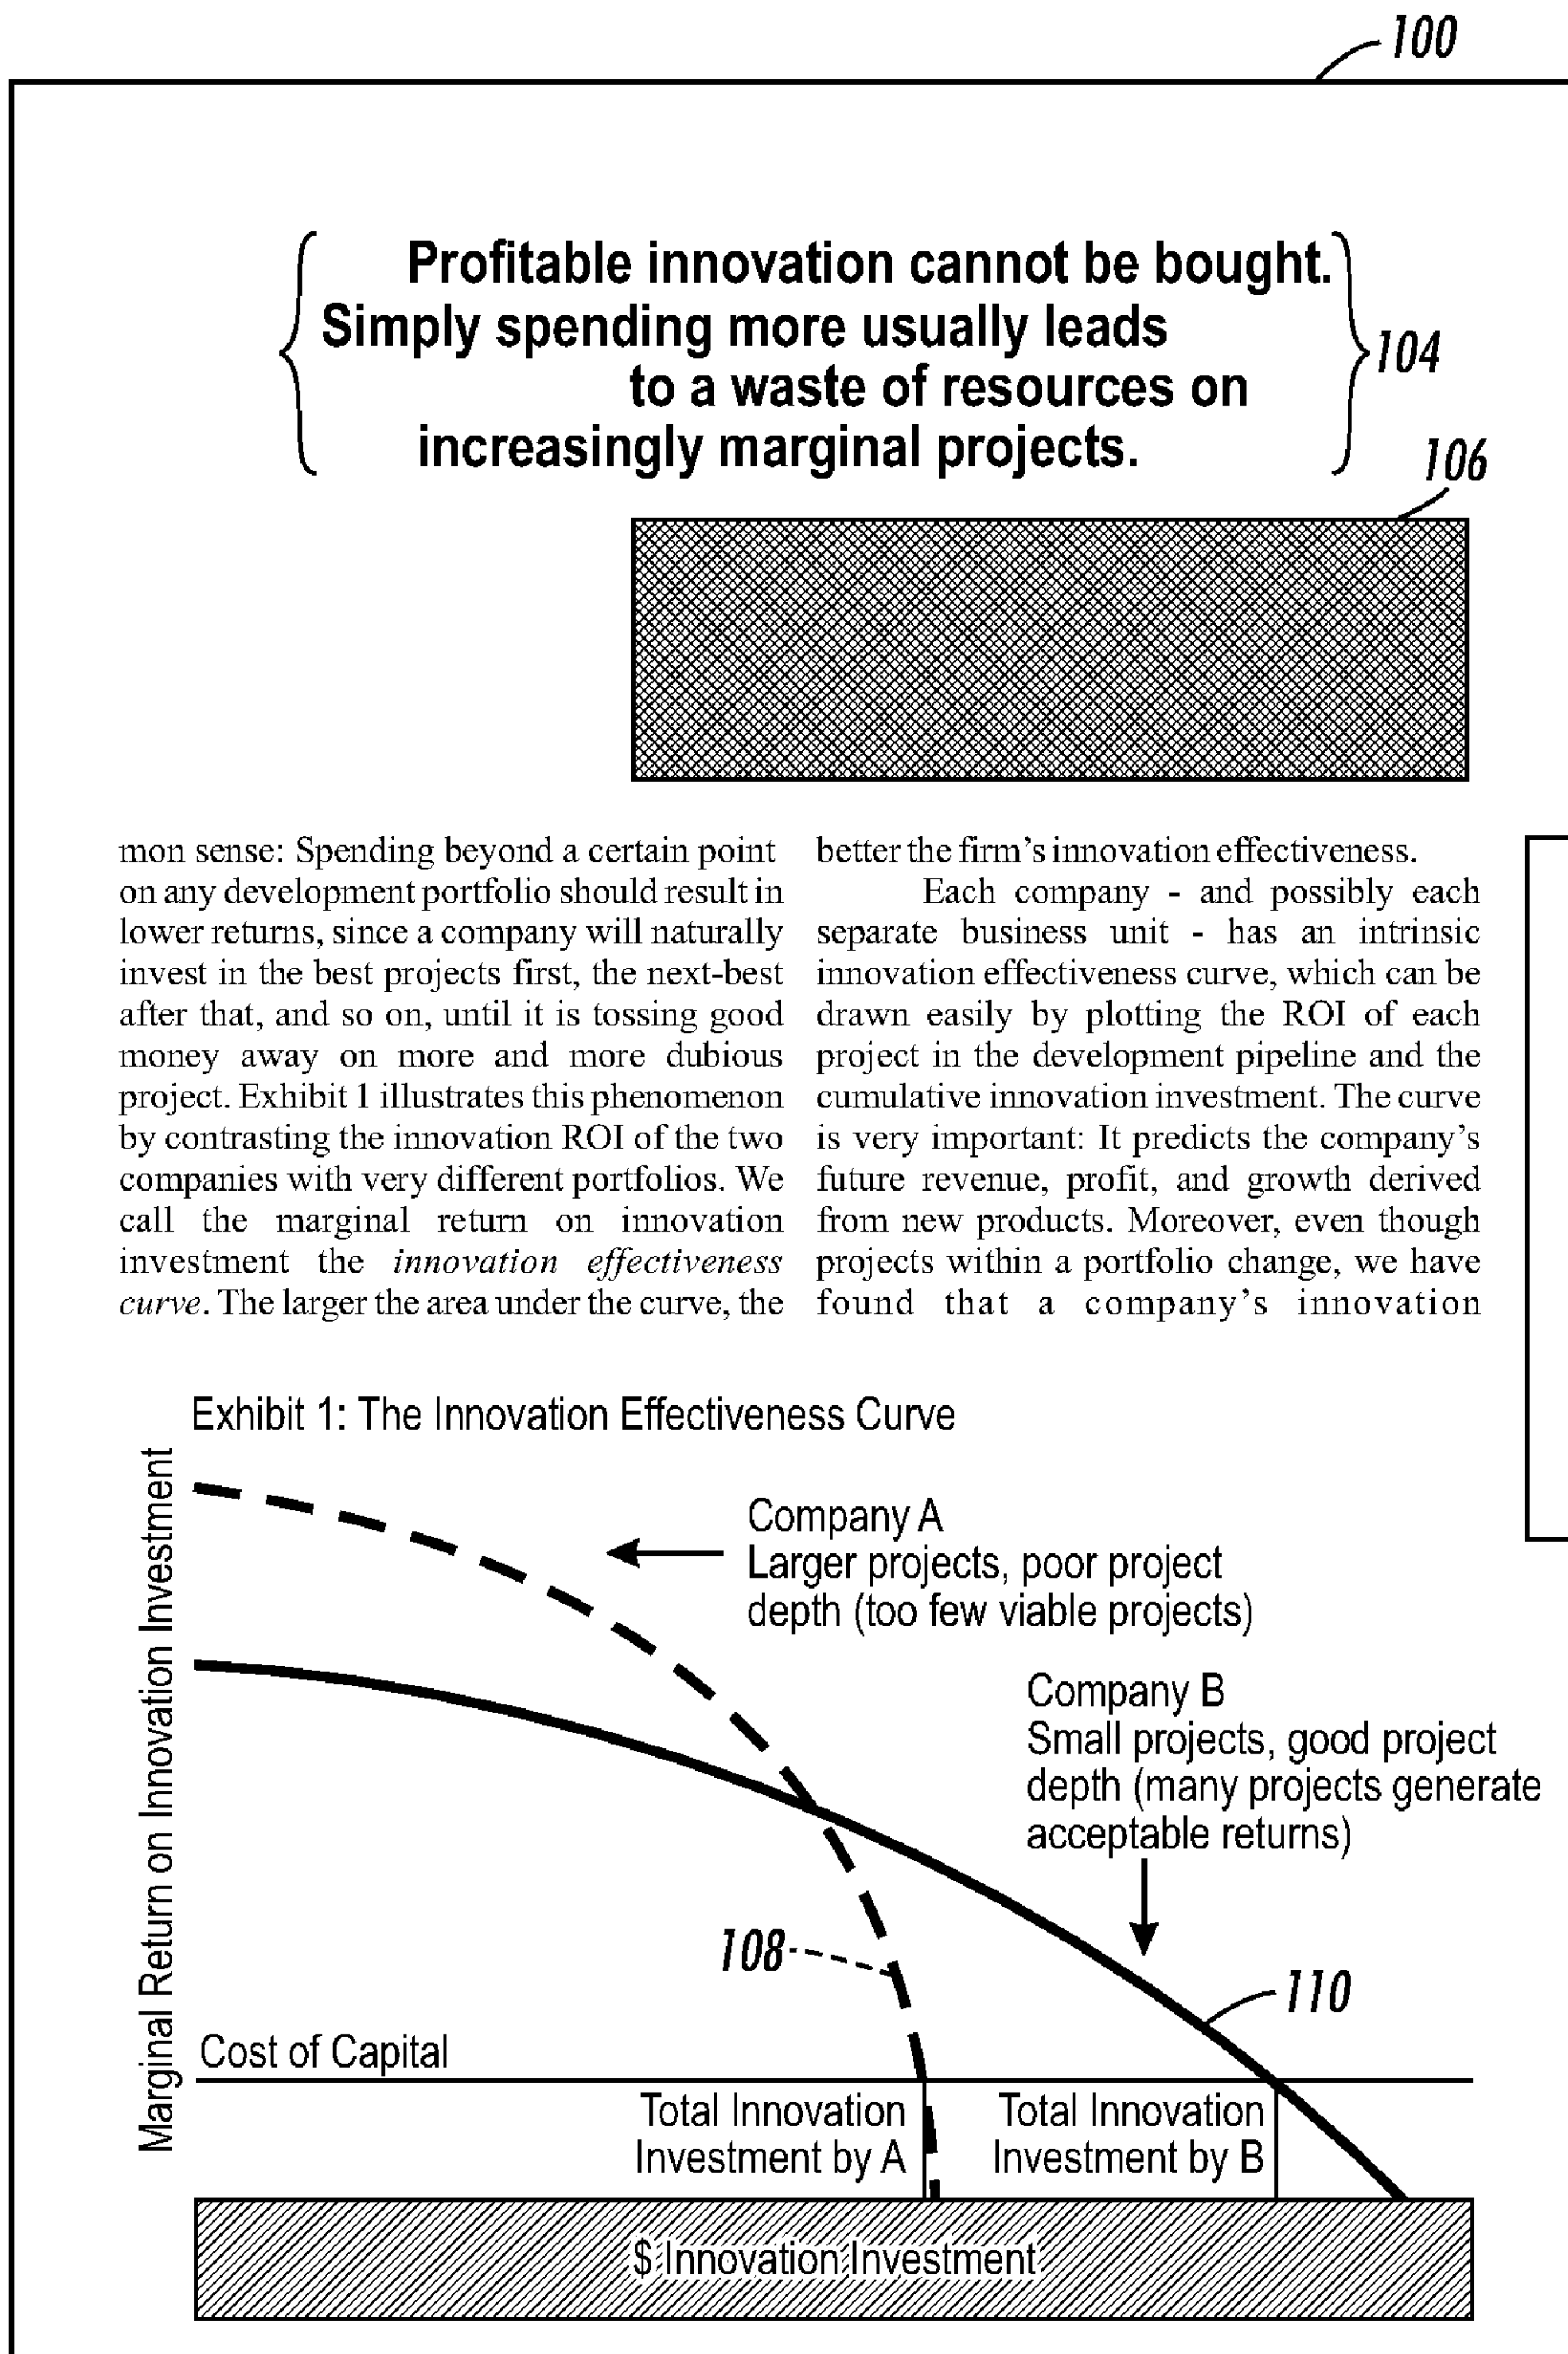 100
Profitable innovation cannot be bought.
Simply spending more usually leads
to a waste of resources on
increasingly marginal projects.
104
106
mon sense: Spending beyond a certain point
on any development portfolio should result in
lower returns, since a company will naturally
invest in the best projects first, the next-best
after that, and so on, until it is tossing good
money away on more and more dubious
project. Exhibit 1 illustrates this phenomenon
by contrasting the innovation ROI of the two
companies with very different portfolios. We
call the marginal return on innovation
investment the innovation effectiveness
curve. The larger the area under the curve, the
better the firm's innovation effectiveness.
Each company - and possibly each
separate business unit - has an intrinsic
innovation effectiveness curve, which can be
drawn easily by plotting the ROI of each
project in the development pipeline and the
cumulative innovation investment. The curve
is very important: It predicts the company's
future revenue, profit, and growth derived
from new products. Moreover, even though
projects within a portfolio change, we have
found that a company's innovation
Exhibit 1: The Innovation Effectiveness Curve
Marginal Return on Innovation Investment
Company A
Larger projects, poor project
depth (too few viable projects)
Company B
Small projects, good project
depth (many projects generate
acceptable returns)
108
110
Cost of Capital
Total Innovation
Investment by A
Total Innovation
Investment by B
$ Innovation Investment